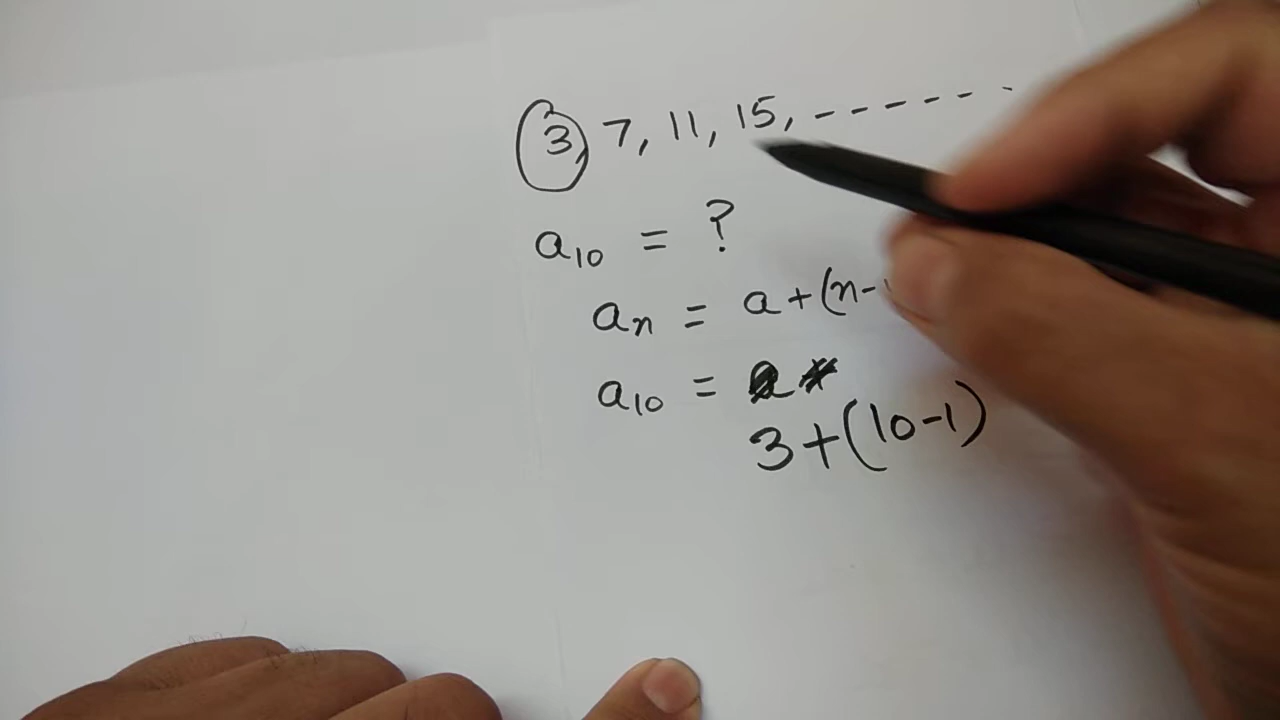 3, 7, 11, 15, - - - - - - -
a10 = ?
an = a+(n-
a10 =
3+(10-1)